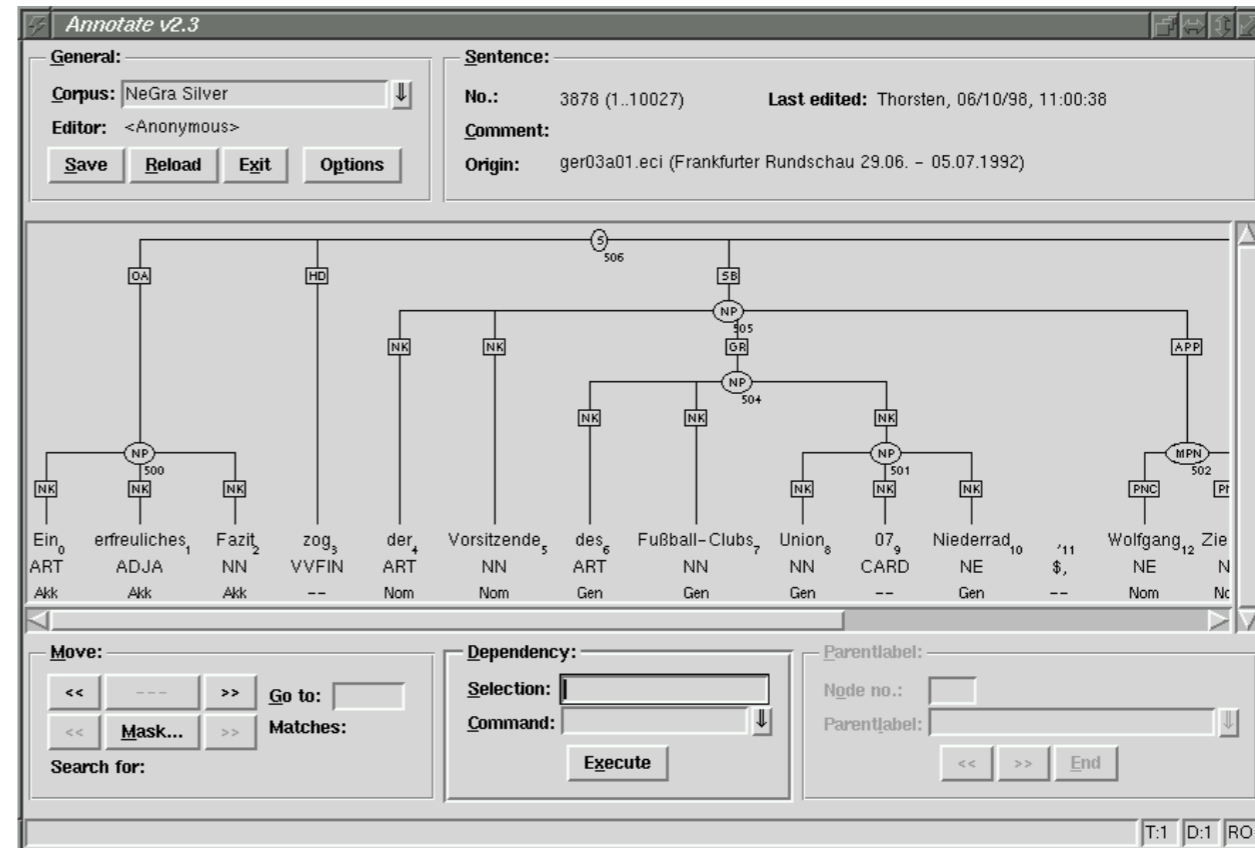 Annotate v2.3
General:
Corpus: NeGra Silver
Editor: <Anonymous>
Save Reload Exit Options
Sentence:
No.: 3878 (1..10027) Last edited: Thorsten, 06/10/98, 11:00:38
Comment:
Origin: ger03a01.eci (Frankfurter Rundschau 29.06. – 05.07.1992)
S
506
OA HD SB
NP
505
NK NK GR APP
NP
504
NK NK NK
NP NP MPN
500 501 502
NK NK NK NK NK NK PNC
Ein0 erfreuliches1 Fazit2 zog3 der4 Vorsitzende5 des6 Fußball-Clubs7 Union8 079 Niederrad10 ,11 Wolfgang12 Zie
ART ADJA NN VVFIN ART NN ART NN NN CARD NE $, NE N
Akk Akk Akk -- Nom Nom Gen Gen Gen -- Gen -- Nom
Move:
<< --- >> Go to:
<< Mask... >> Matches:
Search for:
Dependency:
Selection:
Command:
Execute
Parentlabel:
Node no.:
Parentlabel:
<< >> End
T:1 D:1 RO